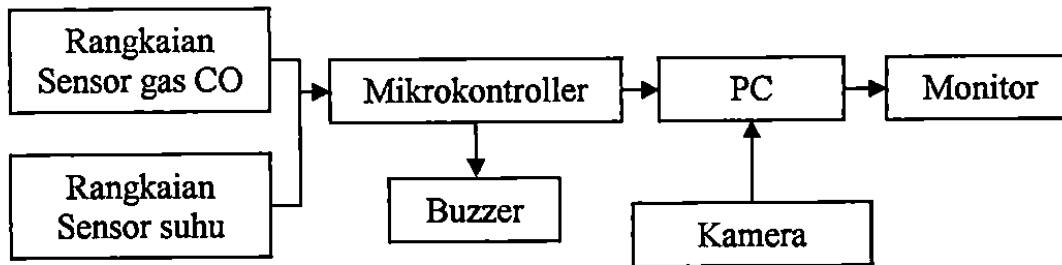 Rangkaian
Sensor gas CO
Mikrokontroller
PC
Monitor
Rangkaian
Sensor suhu
Buzzer
Kamera